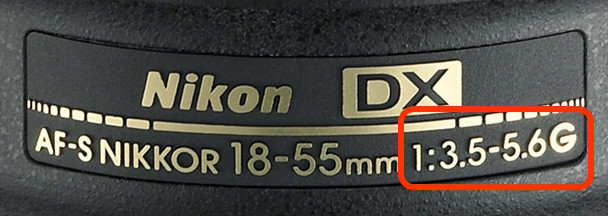 Nikon DX
AF-S NIKKOR 18-55mm 1:3.5-5.6G